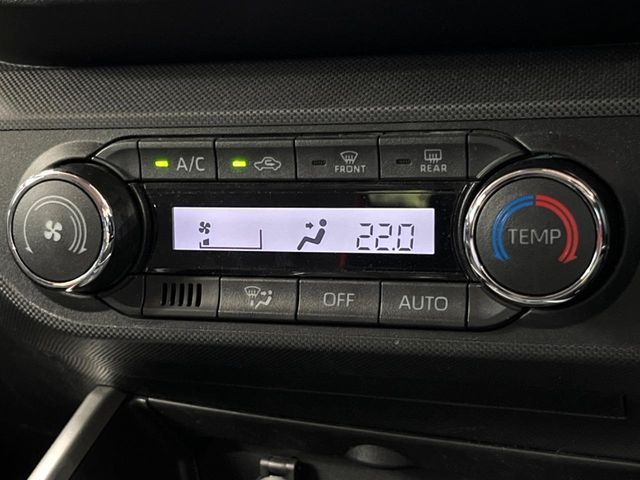 A/C
FRONT
REAR
22.0
TEMP
OFF
AUTO